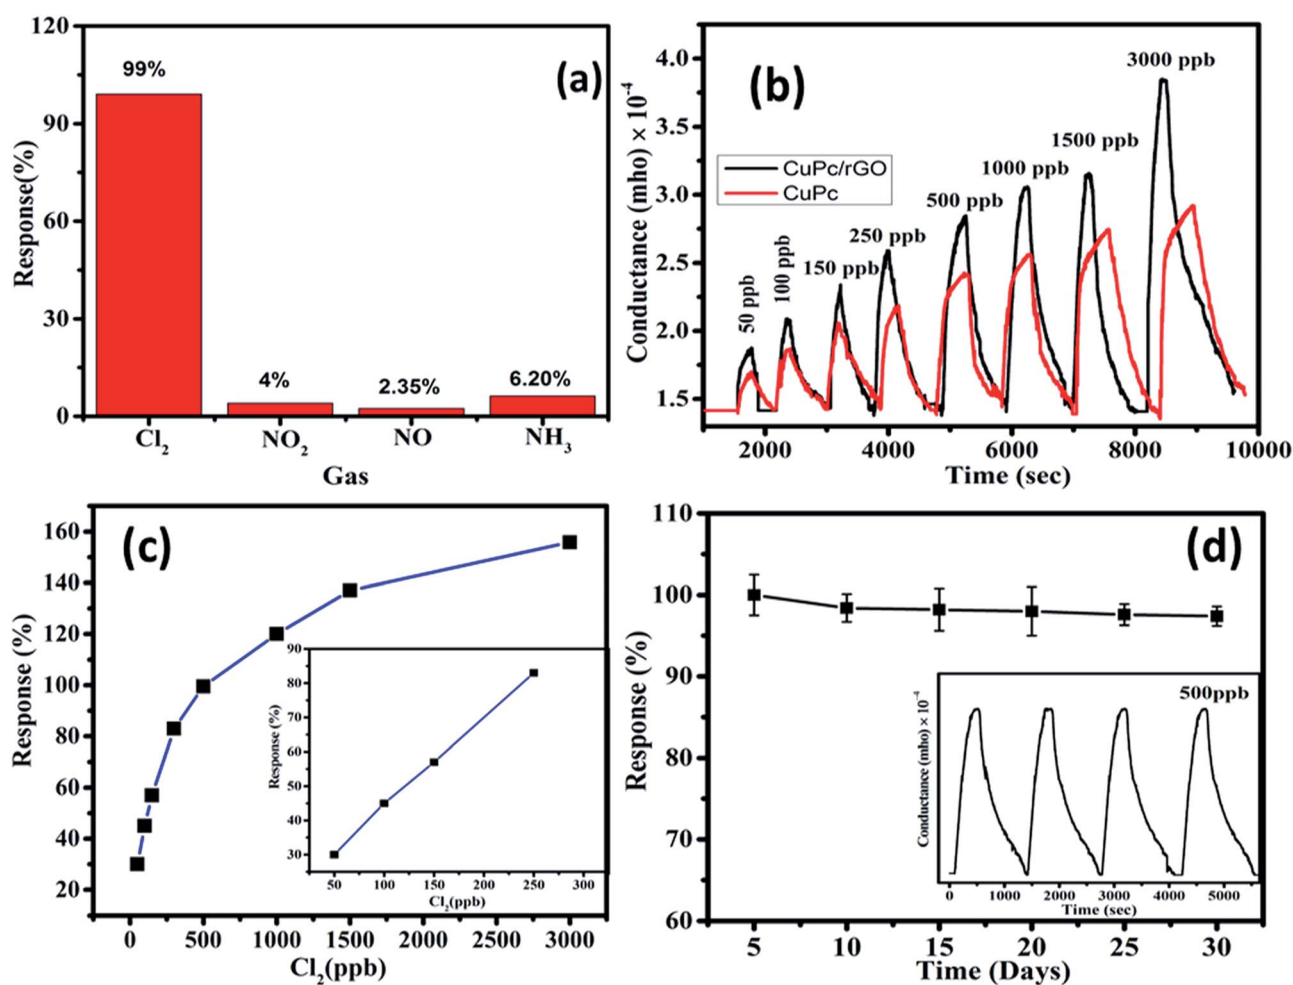 (a)
Response(%)
120
90
60
30
0
99%
4%
2.35%
6.20%
Cl2
NO2
NO
NH3
Gas
(b)
Conductance (mho) × 10-4
4.0
3.5
3.0
2.5
2.0
1.5
CuPc/rGO
CuPc
50 ppb
100 ppb
150 ppb
250 ppb
500 ppb
1000 ppb
1500 ppb
3000 ppb
2000 4000 6000 8000 10000
Time (sec)
(c)
Response (%)
160
140
120
100
80
60
40
20
0 500 1000 1500 2000 2500 3000
Cl2(ppb)
Response (%)
90
80
70
60
50
40
30
50 100 150 200 250 300
Cl2(ppb)
(d)
Response (%)
110
100
90
80
70
60
5 10 15 20 25 30
Time (Days)
500ppb
Conductance (mho) × 10-4
0 1000 2000 3000 4000 5000
Time (sec)